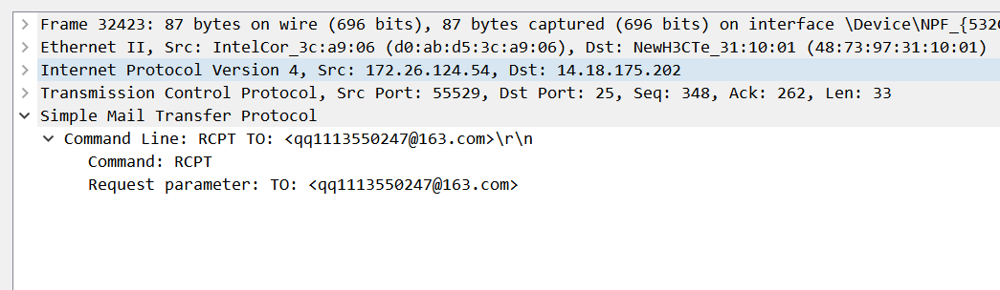 Frame 32423: 87 bytes on wire (696 bits), 87 bytes captured (696 bits) on interface \Device\NPF_{532
Ethernet II, Src: IntelCor_3c:a9:06 (d0:ab:d5:3c:a9:06), Dst: NewH3CTe_31:10:01 (48:73:97:31:10:01)
Internet Protocol Version 4, Src: 172.26.124.54, Dst: 14.18.175.202
Transmission Control Protocol, Src Port: 55529, Dst Port: 25, Seq: 348, Ack: 262, Len: 33
Simple Mail Transfer Protocol
Command Line: RCPT TO: <qq1113550247@163.com>\r\n
Command: RCPT
Request parameter: TO: <qq1113550247@163.com>